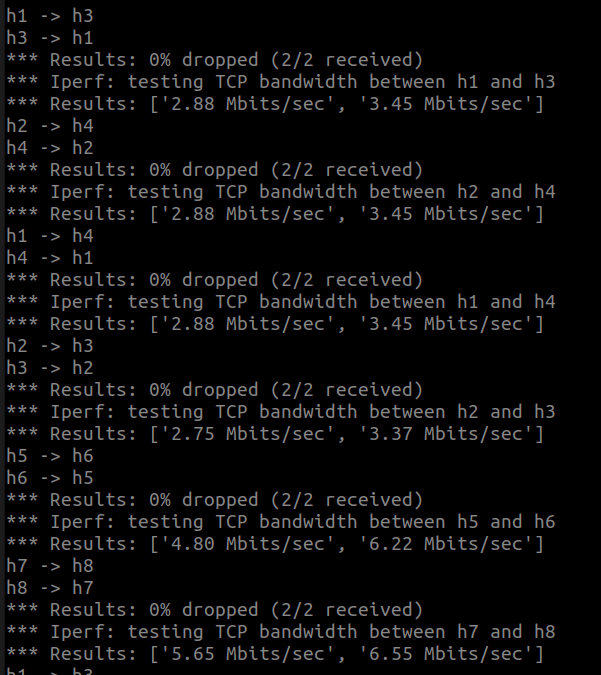 h1 -> h3
h3 -> h1
*** Results: 0% dropped (2/2 received)
*** Iperf: testing TCP bandwidth between h1 and h3
*** Results: ['2.88 Mbits/sec', '3.45 Mbits/sec']
h2 -> h4
h4 -> h2
*** Results: 0% dropped (2/2 received)
*** Iperf: testing TCP bandwidth between h2 and h4
*** Results: ['2.88 Mbits/sec', '3.45 Mbits/sec']
h1 -> h4
h4 -> h1
*** Results: 0% dropped (2/2 received)
*** Iperf: testing TCP bandwidth between h1 and h4
*** Results: ['2.88 Mbits/sec', '3.45 Mbits/sec']
h2 -> h3
h3 -> h2
*** Results: 0% dropped (2/2 received)
*** Iperf: testing TCP bandwidth between h2 and h3
*** Results: ['2.75 Mbits/sec', '3.37 Mbits/sec']
h5 -> h6
h6 -> h5
*** Results: 0% dropped (2/2 received)
*** Iperf: testing TCP bandwidth between h5 and h6
*** Results: ['4.80 Mbits/sec', '6.22 Mbits/sec']
h7 -> h8
h8 -> h7
*** Results: 0% dropped (2/2 received)
*** Iperf: testing TCP bandwidth between h7 and h8
*** Results: ['5.65 Mbits/sec', '6.55 Mbits/sec']
h1 -> h3